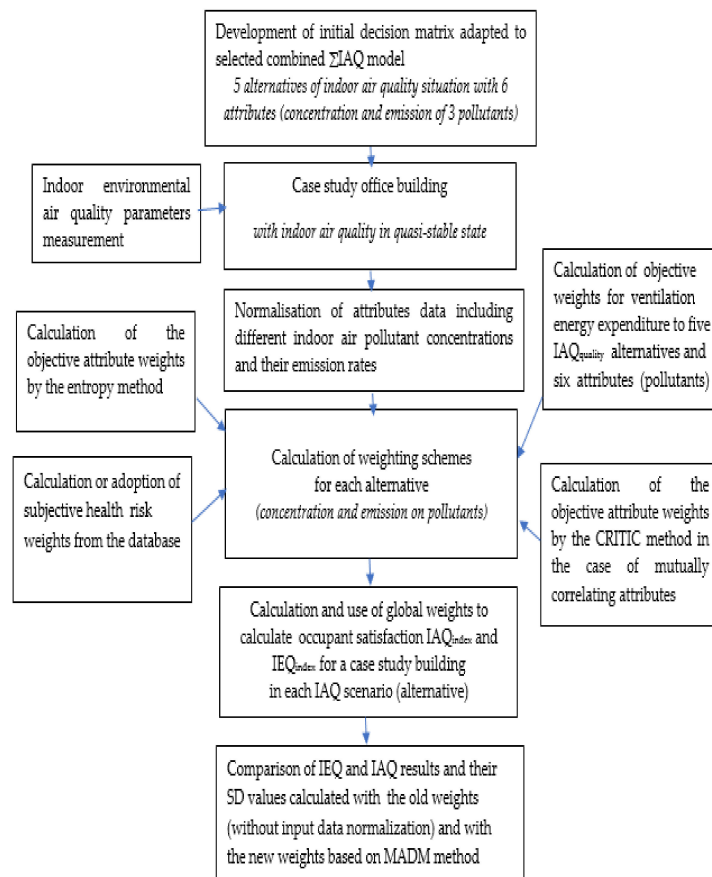 Development of initial decision matrix adapted to
selected combined ∑IAQ model
5 alternatives of indoor air quality situation with 6
attributes (concentration and emission of 3 pollutants)
Indoor environmental
air quality parameters
measurement
Case study office building
with indoor air quality in quasi-stable state
Calculation of objective
weights for ventilation
energy expenditure to five
IAQquality alternatives and
six attributes (pollutants)
Normalisation of attributes data including
different indoor air pollutant concentrations
and their emission rates
Calculation of the
objective attribute weights
by the entropy method
Calculation of weighting schemes
for each alternative
(concentration and emission on pollutants)
Calculation or adoption of
subjective health risk
weights from the database
Calculation of the
objective attribute weights
by the CRITIC method in
the case of mutually
correlating attributes
Calculation and use of global weights to
calculate occupant satisfaction IAQindex and
IEQindex for a case study building
in each IAQ scenario (alternative)
Comparison of IEQ and IAQ results and their
SD values calculated with the old weights
(without input data normalization) and with
the new weights based on MADM method